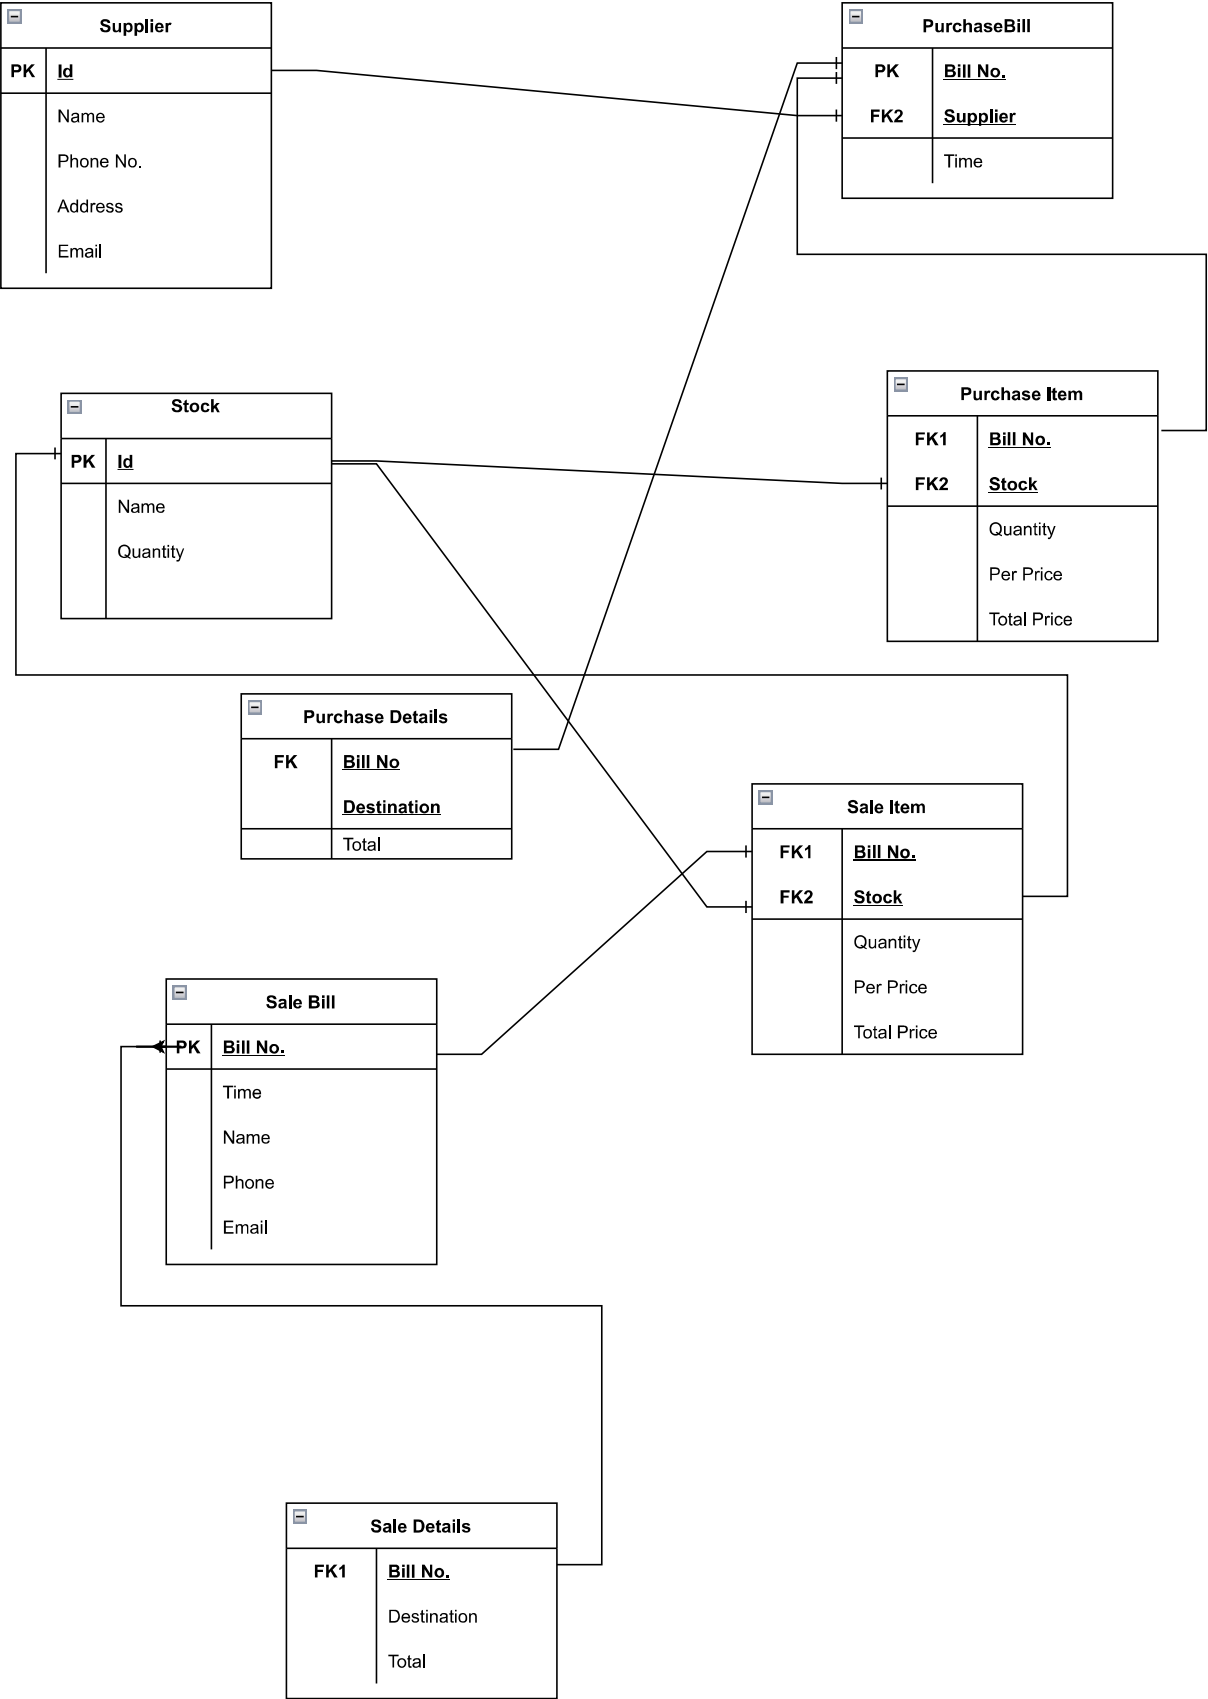 Supplier
PK Id
Name
Phone No.
Address
Email
PurchaseBill
PK Bill No.
FK2 Supplier
Time
Stock
PK Id
Name
Quantity
Purchase Item
FK1 Bill No.
FK2 Stock
Quantity
Per Price
Total Price
Purchase Details
FK Bill No
Destination
Total
Sale Item
FK1 Bill No.
FK2 Stock
Quantity
Per Price
Total Price
Sale Bill
PK Bill No.
Time
Name
Phone
Email
Sale Details
FK1 Bill No.
Destination
Total